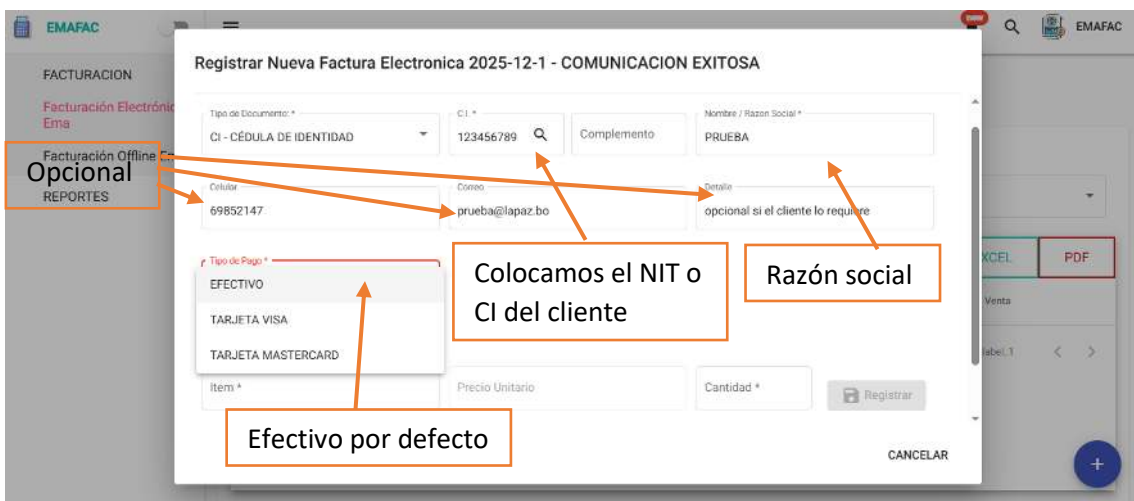 EMAFAC
EMAFAC
Registrar Nueva Factura Electronica 2025-12-1 - COMUNICACION EXITOSA
FACTURACION
Facturación Electrónic
Ema
Facturación Offline Em
REPORTES
Opcional
Tipo de Documento: *
CI - CÉDULA DE IDENTIDAD
C.I. *
123456789
Complemento
Nombre / Razon Social *
PRUEBA
Celular
69852147
Correo
prueba@lapaz.bo
Detalle
opcional si el cliente lo requiere
Tipo de Pago *
EFECTIVO
TARJETA VISA
TARJETA MASTERCARD
Colocamos el NIT o
CI del cliente
Razón social
XCEL
PDF
Venta
label_1
Item *
Precio Unitario
Cantidad *
Registrar
Efectivo por defecto
CANCELAR
+